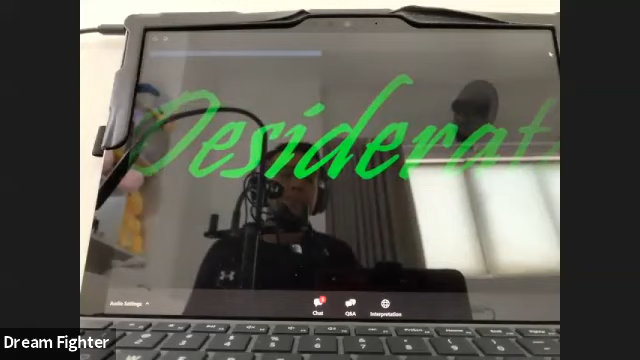 Desiderat
Audio Settings
Chat
Q&A
Interpretation
Dream Fighter